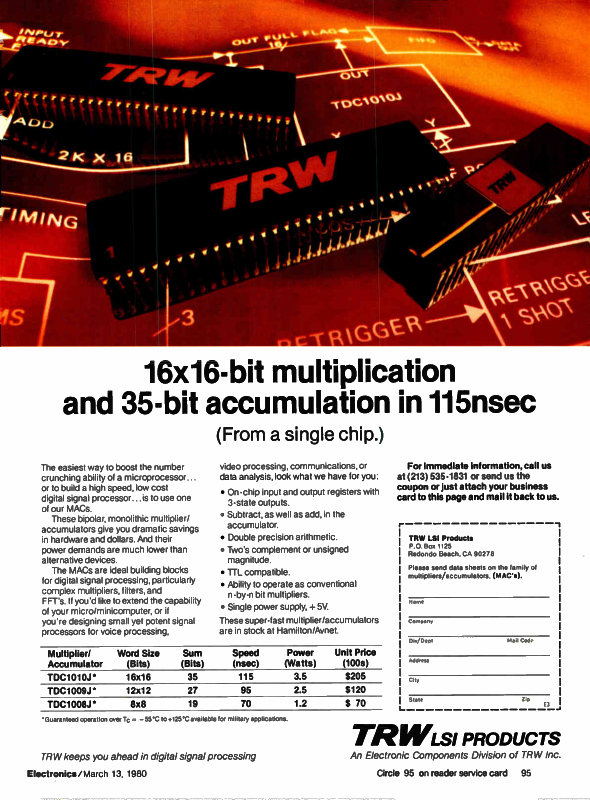 INPUT
READY
OUT FULL FLAG
16
FIFO
DATA
OUT
TRW
OUT
TDC1010J
ADD
Y
Y
2K X 16
TRW
TRW
TIMING
COS
1
LE
MS
3
RETRIGGER
RETRIGGE
1 SHOT
16x16-bit multiplication
and 35-bit accumulation in 115nsec
(From a single chip.)
The easiest way to boost the number
crunching ability of a microprocessor...
or to build a high speed, low cost
digital signal processor...is to use one
of our MACs.
These bipolar, monolithic multiplier/
accumulators give you dramatic savings
in hardware and dollars. And their
power demands are much lower than
alternative devices.
The MACs are ideal building blocks
for digital signal processing, particularly
complex multipliers, filters, and
FFT's. If you'd like to extend the capability
of your micro/minicomputer, or if
you're designing small yet potent signal
processors for voice processing,
video processing, communications, or
data analysis, look what we have for you:
• On-chip input and output registers with
3-state outputs.
• Subtract, as well as add, in the
accumulator.
• Double precision arithmetic.
• Two's complement or unsigned
magnitude.
• TTL compatible.
• Ability to operate as conventional
n-by-n bit multipliers.
• Single power supply, + 5V.
These super-fast multiplier/accumulators
are in stock at Hamilton/Avnet.
For immediate information, call us
at (213) 535-1831 or send us the
coupon or just attach your business
card to this page and mail it back to us.
TRW LSI Products
P.O. Box 1125
Redondo Beach, CA 90278
Please send data sheets on the family of
multipliers/accumulators, (MAC's).
Name
Company
Div/Dept Mail Code
Address
City
State Zip
E3
Multiplier/ Word Size Sum Speed Power Unit Price
Accumulator (Bits) (Bits) (nsec) (Watts) (100s)
TDC1010J* 16x16 35 115 3.5 $205
TDC1009J* 12x12 27 95 2.5 $120
TDC1008J* 8x8 19 70 1.2 $ 70
*Guaranteed operation over TC = −55°C to +125°C available for military applications.
TRW LSI PRODUCTS
An Electronic Components Division of TRW Inc.
TRW keeps you ahead in digital signal processing
Electronics/March 13, 1980
Circle 95 on reader service card 95